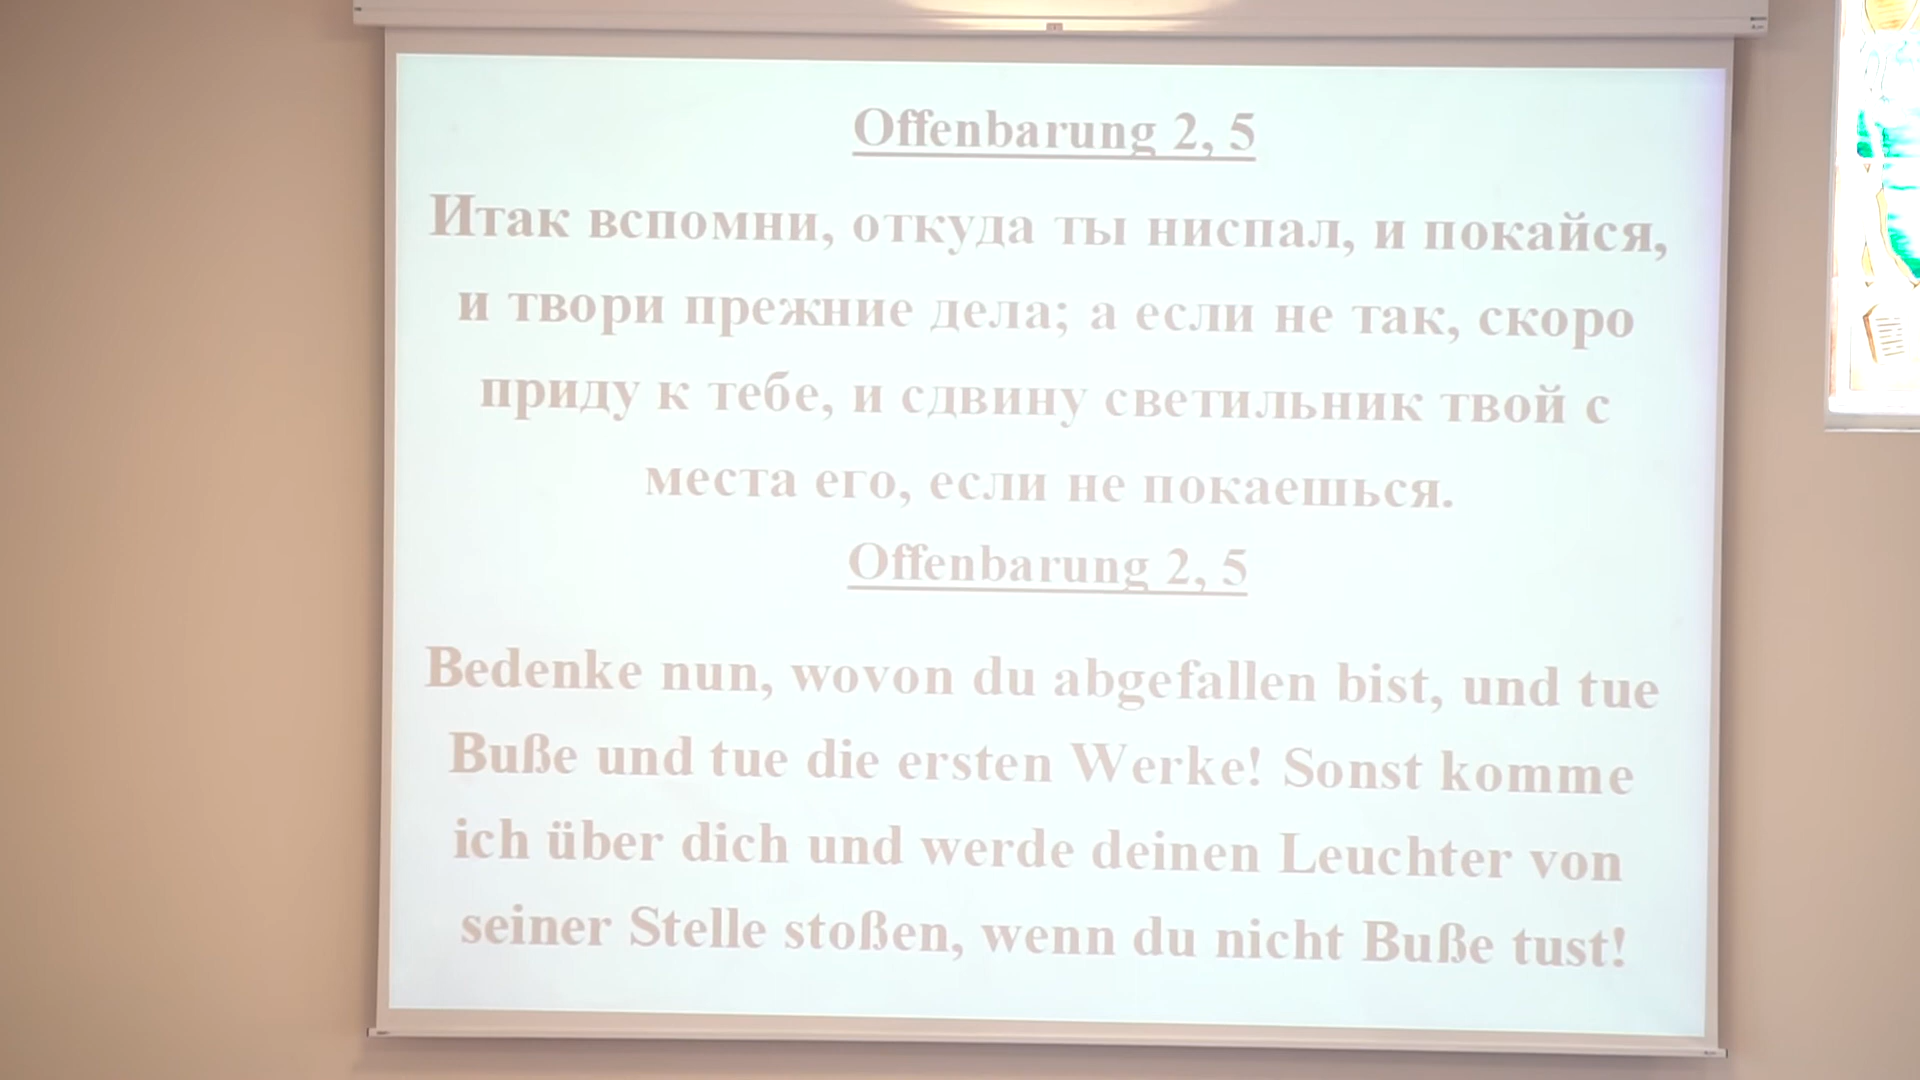 Offenbarung 2, 5
Итак вспомни, откуда ты ниспал, и покайся,
и твори прежние дела; а если не так, скоро
приду к тебе, и сдвину светильник твой с
места его, если не покаешься.
Offenbarung 2, 5
Bedenke nun, wovon du abgefallen bist, und tue
Buße und tue die ersten Werke! Sonst komme
ich über dich und werde deinen Leuchter von
seiner Stelle stoßen, wenn du nicht Buße tust!